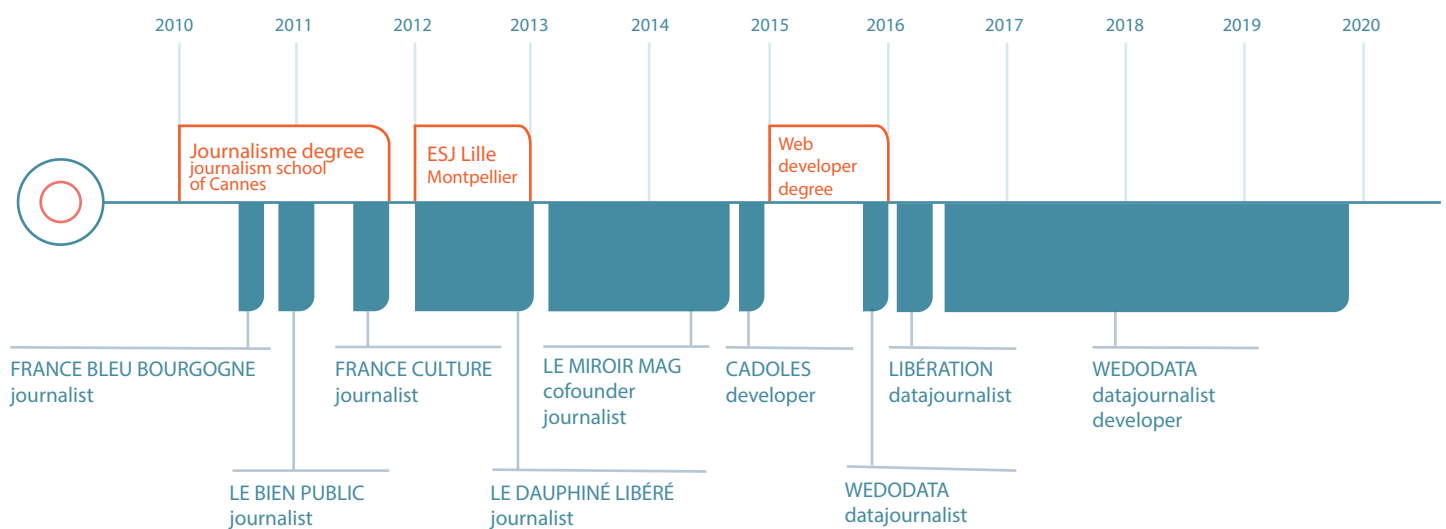 2010
2011
2012
2013
2014
2015
2016
2017
2018
2019
2020
Journalisme degree
journalism school
of Cannes
ESJ Lille
Montpellier
Web
developer
degree
FRANCE BLEU BOURGOGNE
journalist
FRANCE CULTURE
journalist
LE MIROIR MAG
cofounder
journalist
CADOLES
developer
LIBÉRATION
datajournalist
WEDODATA
datajournalist
developer
LE BIEN PUBLIC
journalist
LE DAUPHINÉ LIBÉRÉ
journalist
WEDODATA
datajournalist